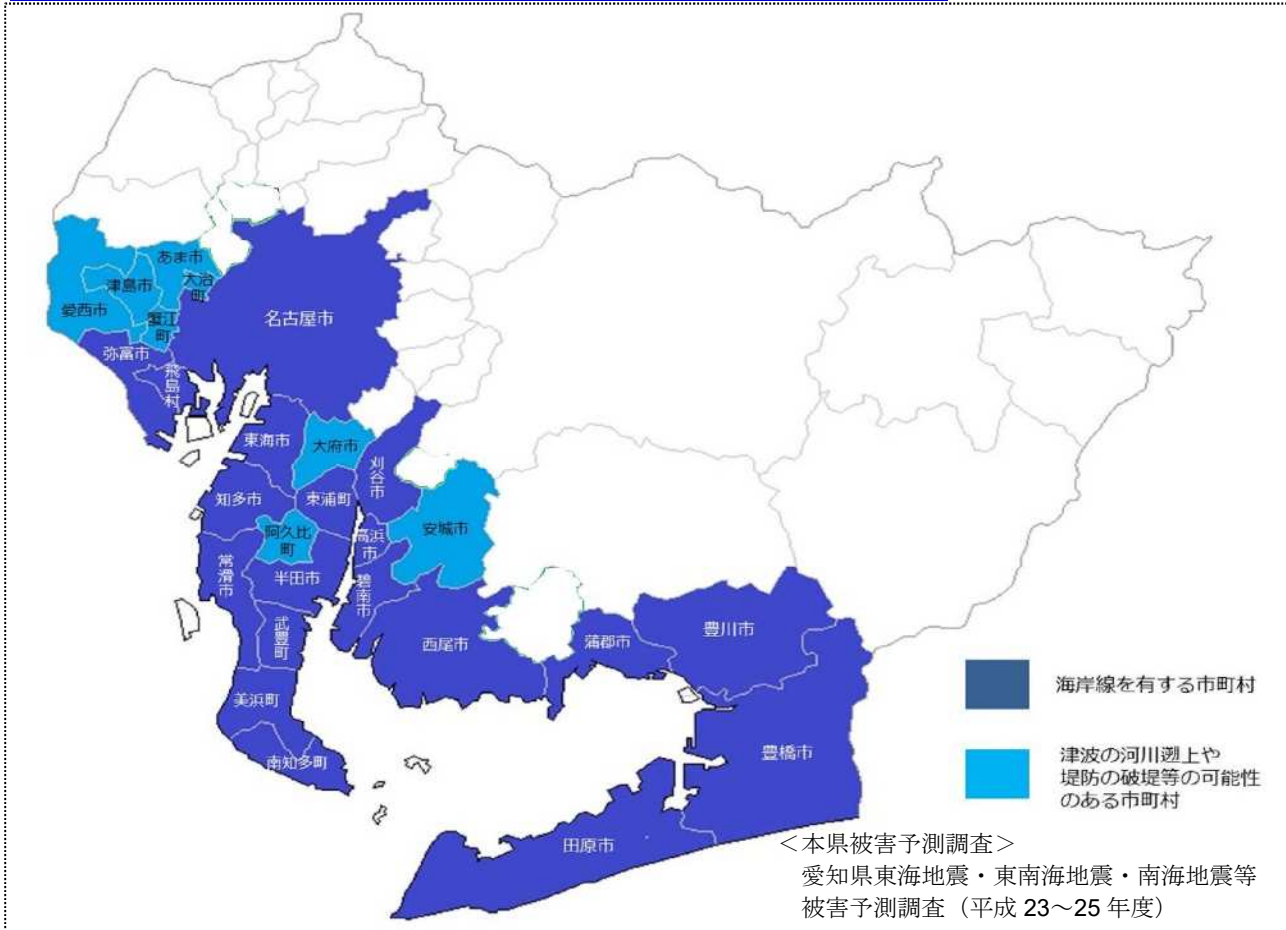 あま市
大治
町
津島市
愛西市
蟹江
町
名古屋市
弥富市
飛島村
東海市
大府市
刈谷市
知多市
東浦町
安城市
阿久比
町
高浜
市
常滑市
半田市
碧南市
武豊町
西尾市
蒲郡市
豊川市
美浜町
南知多町
豊橋市
田原市
海岸線を有する市町村
津波の河川遡上や
堤防の破堤等の可能性
のある市町村
<本県被害予測調査>
愛知県東海地震・東南海地震・南海地震等
被害予測調査(平成 23～25 年度)